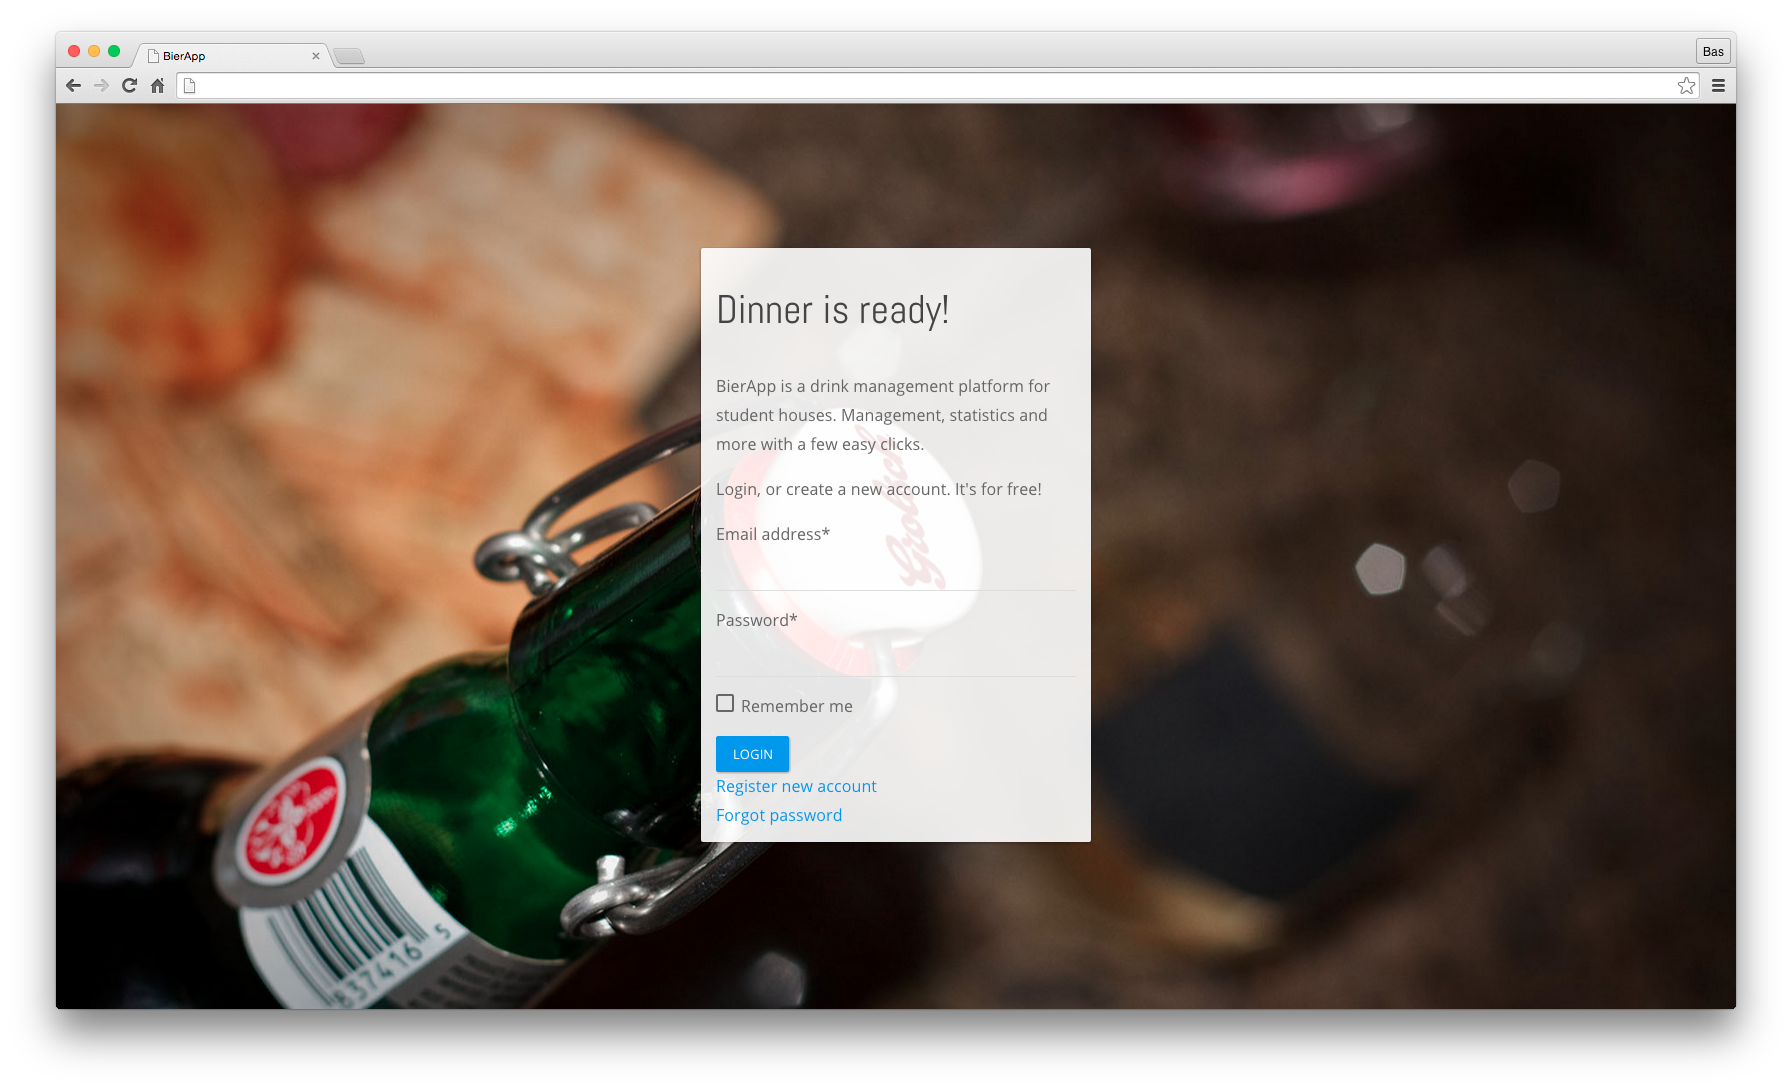 BierApp
Bas
Dinner is ready!
BierApp is a drink management platform for
student houses. Management, statistics and
more with a few easy clicks.
Login, or create a new account. It's for free!
Email address*
Grolsch
Password*
Remember me
LOGIN
Register new account
Forgot password
837416 5